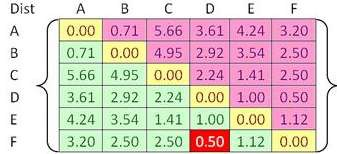 Dist A B C D E F
A 0.00 0.71 5.66 3.61 4.24 3.20
B 0.71 0.00 4.95 2.92 3.54 2.50
C 5.66 4.95 0.00 2.24 1.41 2.50
D 3.61 2.92 2.24 0.00 1.00 0.50
E 4.24 3.54 1.41 1.00 0.00 1.12
F 3.20 2.50 2.50 0.50 1.12 0.00